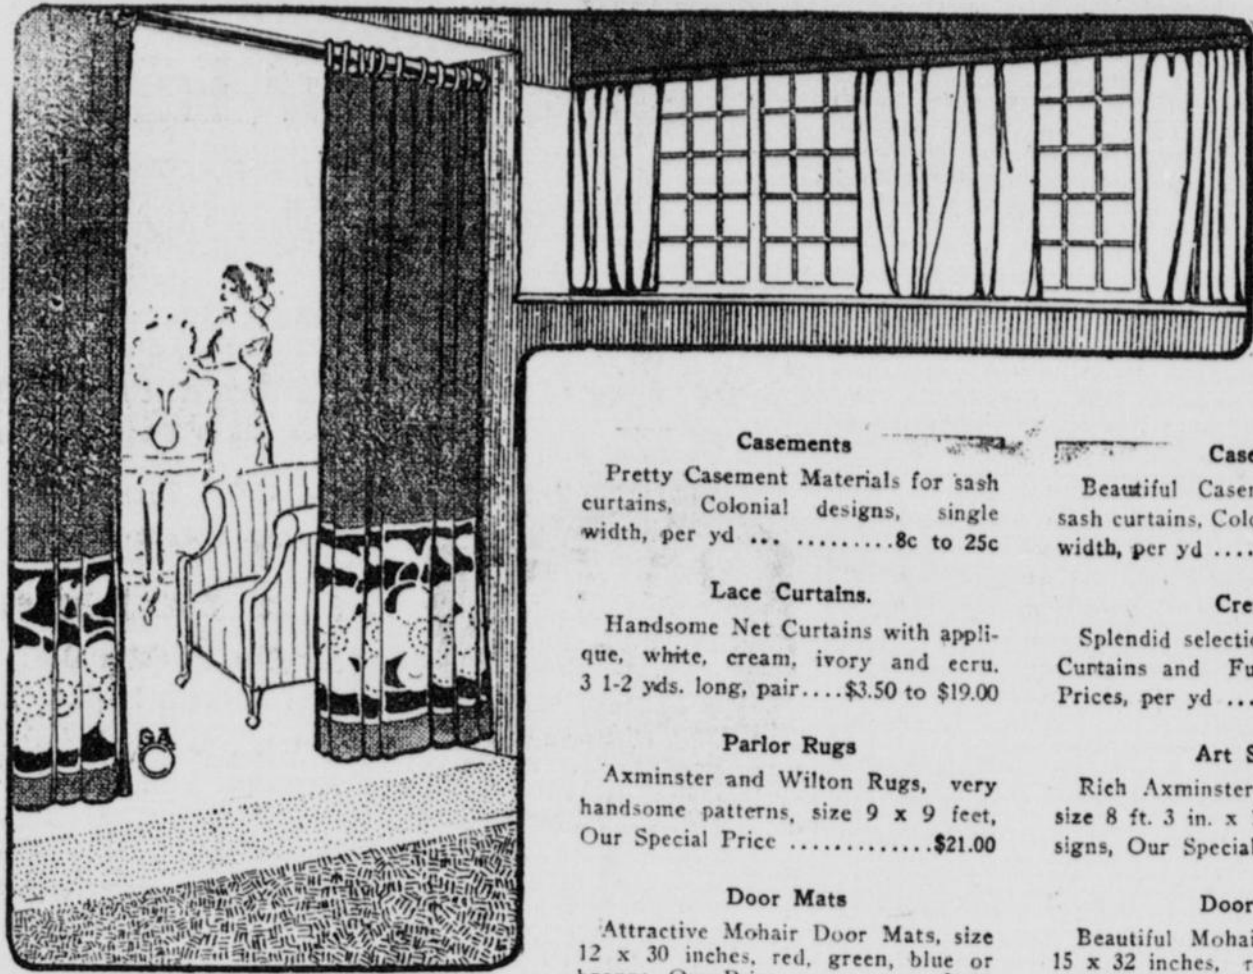 Casements
Pretty Casement Materials for sash
curtains, Colonial designs, single
width, per yd ... .........8c to 25c
Lace Curtains.
Handsome Net Curtains with appli-
que, white, cream, ivory and ecru.
3 1-2 yds. long, pair....$3.50 to $19.00
Parlor Rugs
Axminster and Wilton Rugs, very
handsome patterns, size 9 x 9 feet,
Our Special Price .............$21.00
Door Mats
Attractive Mohair Door Mats, size
12 x 30 inches, red, green, blue or
Case
Beautiful Casem
sash curtains, Colo
width, per yd ....
Cre
Splendid selectio
Curtains and Fu
Prices, per yd ...
Art S
Rich Axminster
size 8 ft. 3 in. x
signs, Our Special
Door
Beautiful Mohai
15 x 32 inches, r
GA